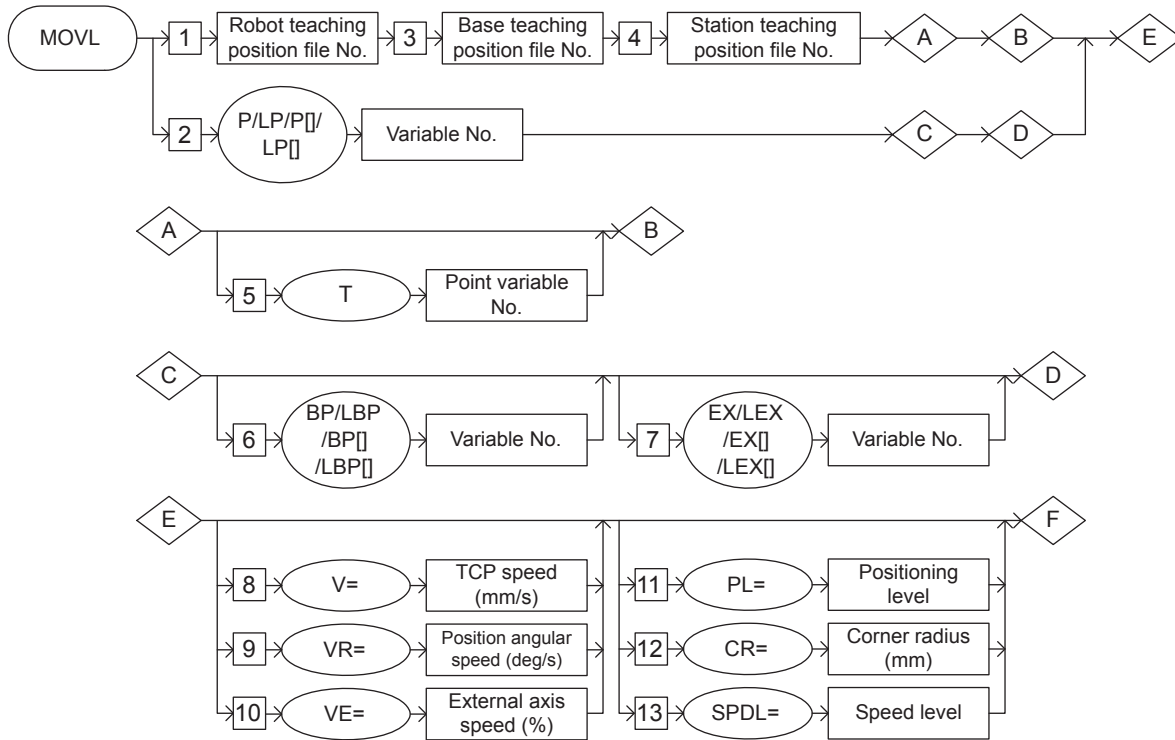 MOVL
1
Robot teaching
position file No.
3
Base teaching
position file No.
4
Station teaching
position file No.
A
B
E
2
P/LP/P[]/
LP[]
Variable No.
C
D
A
B
5
T
Point variable
No.
C
D
6
BP/LBP
/BP[]
/LBP[]
Variable No.
7
EX/LEX
/EX[]
/LEX[]
Variable No.
E
F
8
V=
TCP speed
(mm/s)
11
PL=
Positioning
level
9
VR=
Position angular
speed (deg/s)
12
CR=
Corner radius
(mm)
10
VE=
External axis
speed (%)
13
SPDL=
Speed level